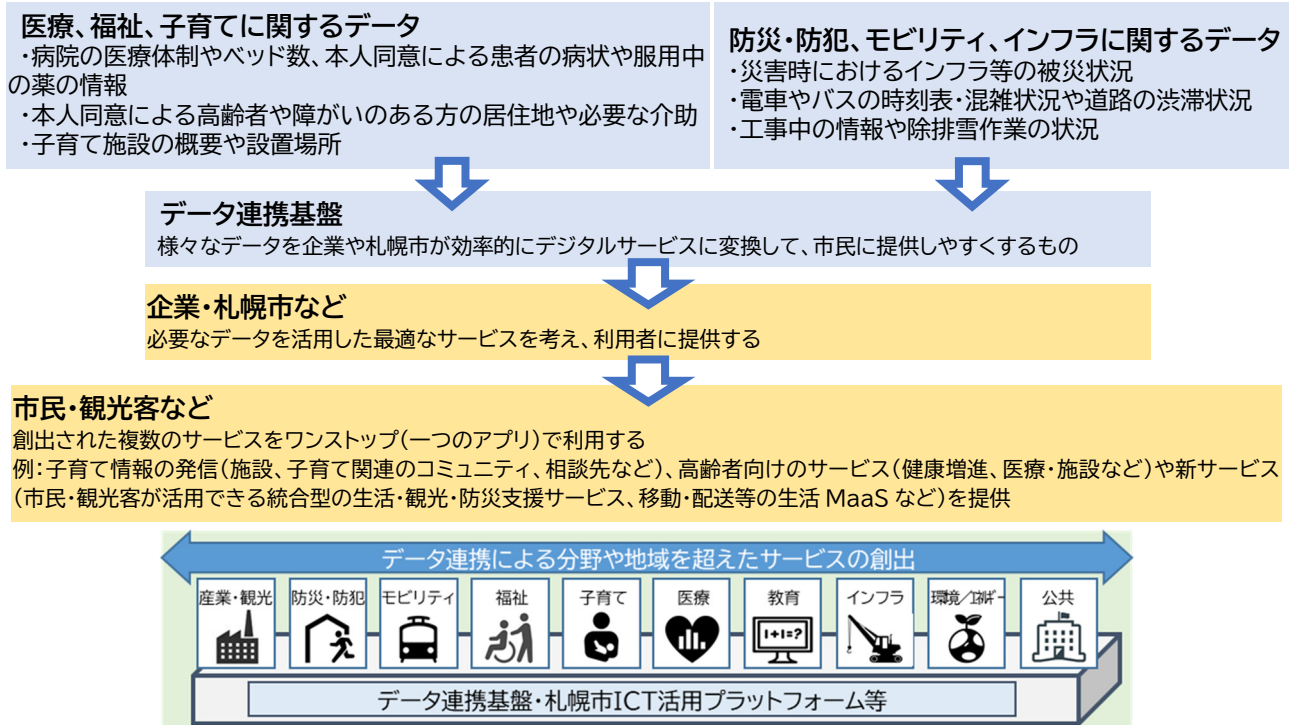 医療、福祉、子育てに関するデータ
・病院の医療体制やベッド数、本人同意による患者の病状や服用中
の薬の情報
・本人同意による高齢者や障がいのある方の居住地や必要な介助
・子育て施設の概要や設置場所
防災・防犯、モビリティ、インフラに関するデータ
・災害時におけるインフラ等の被災状況
・電車やバスの時刻表・混雑状況や道路の渋滞状況
・工事中の情報や除排雪作業の状況
データ連携基盤
様々なデータを企業や札幌市が効率的にデジタルサービスに変換して、市民に提供しやすくするもの
企業・札幌市など
必要なデータを活用した最適なサービスを考え、利用者に提供する
市民・観光客など
創出された複数のサービスをワンストップ(一つのアプリ)で利用する
例:子育て情報の発信(施設、子育て関連のコミュニティ、相談先など)、高齢者向けのサービス(健康増進、医療・施設など)や新サービス
(市民・観光客が活用できる統合型の生活・観光・防災支援サービス、移動・配送等の生活 MaaS など)を提供
データ連携による分野や地域を超えたサービスの創出
産業・観光
防災・防犯
モビリティ
福祉
子育て
医療
教育
インフラ
環境/エネルギー
公共
1+1=?
データ連携基盤・札幌市ICT活用プラットフォーム等